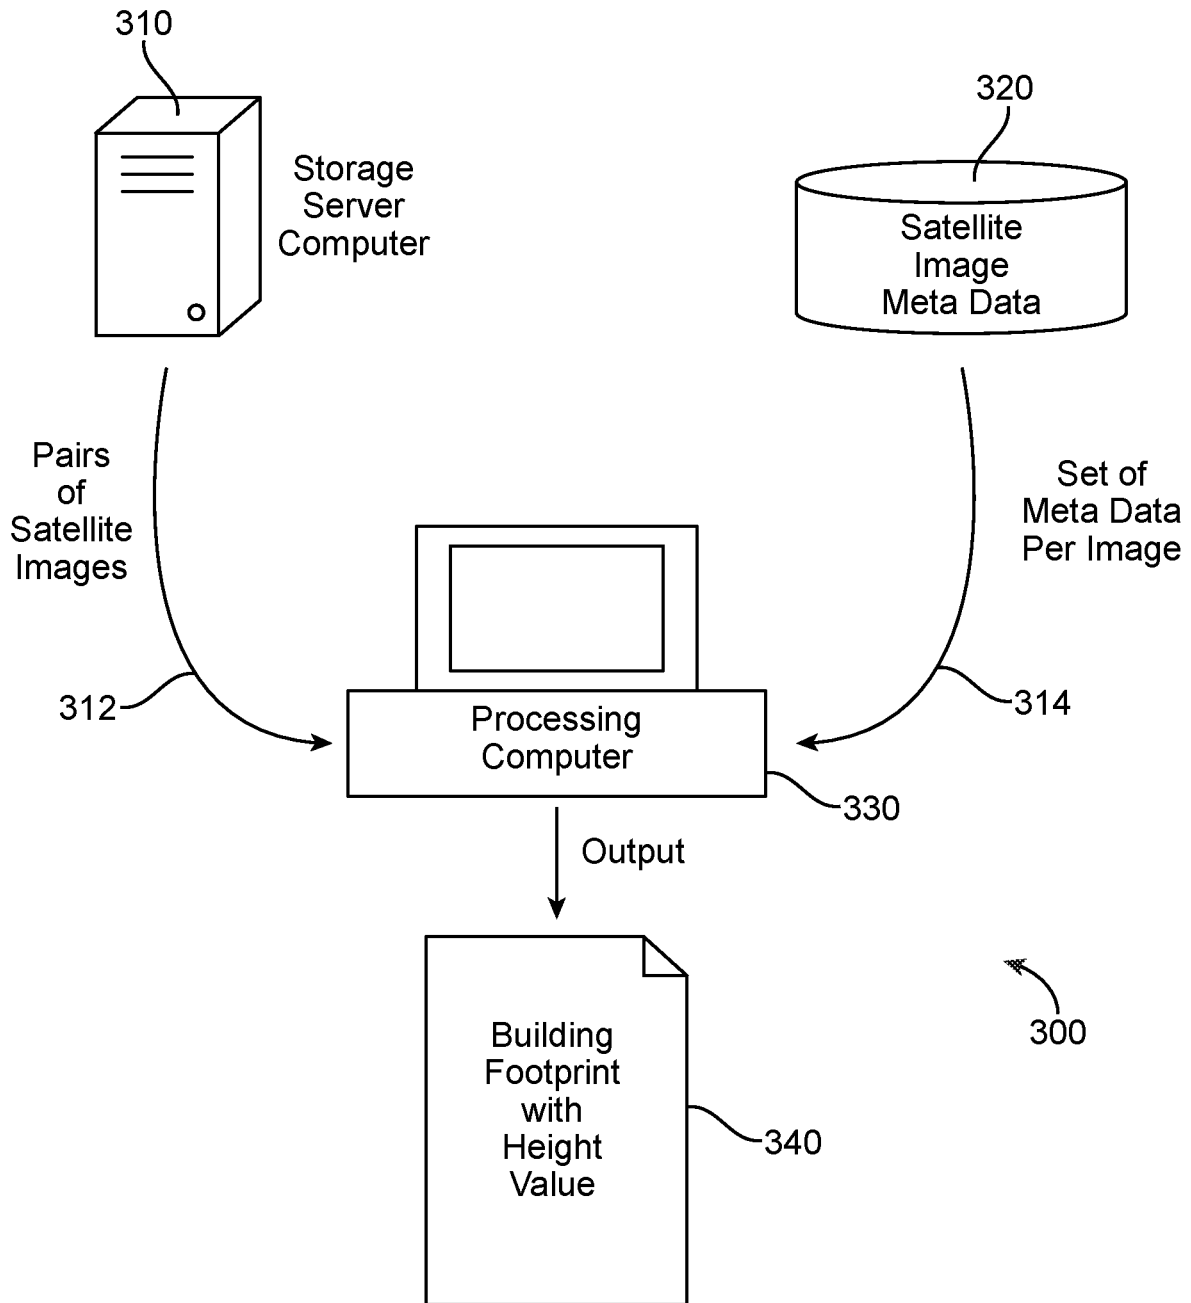 310
320
Storage
Server
Computer
Satellite
Image
Meta Data
Pairs
of
Satellite
Images
Set of
Meta Data
Per Image
312
314
Processing
Computer
330
Output
300
Building
Footprint
with
Height
Value
340